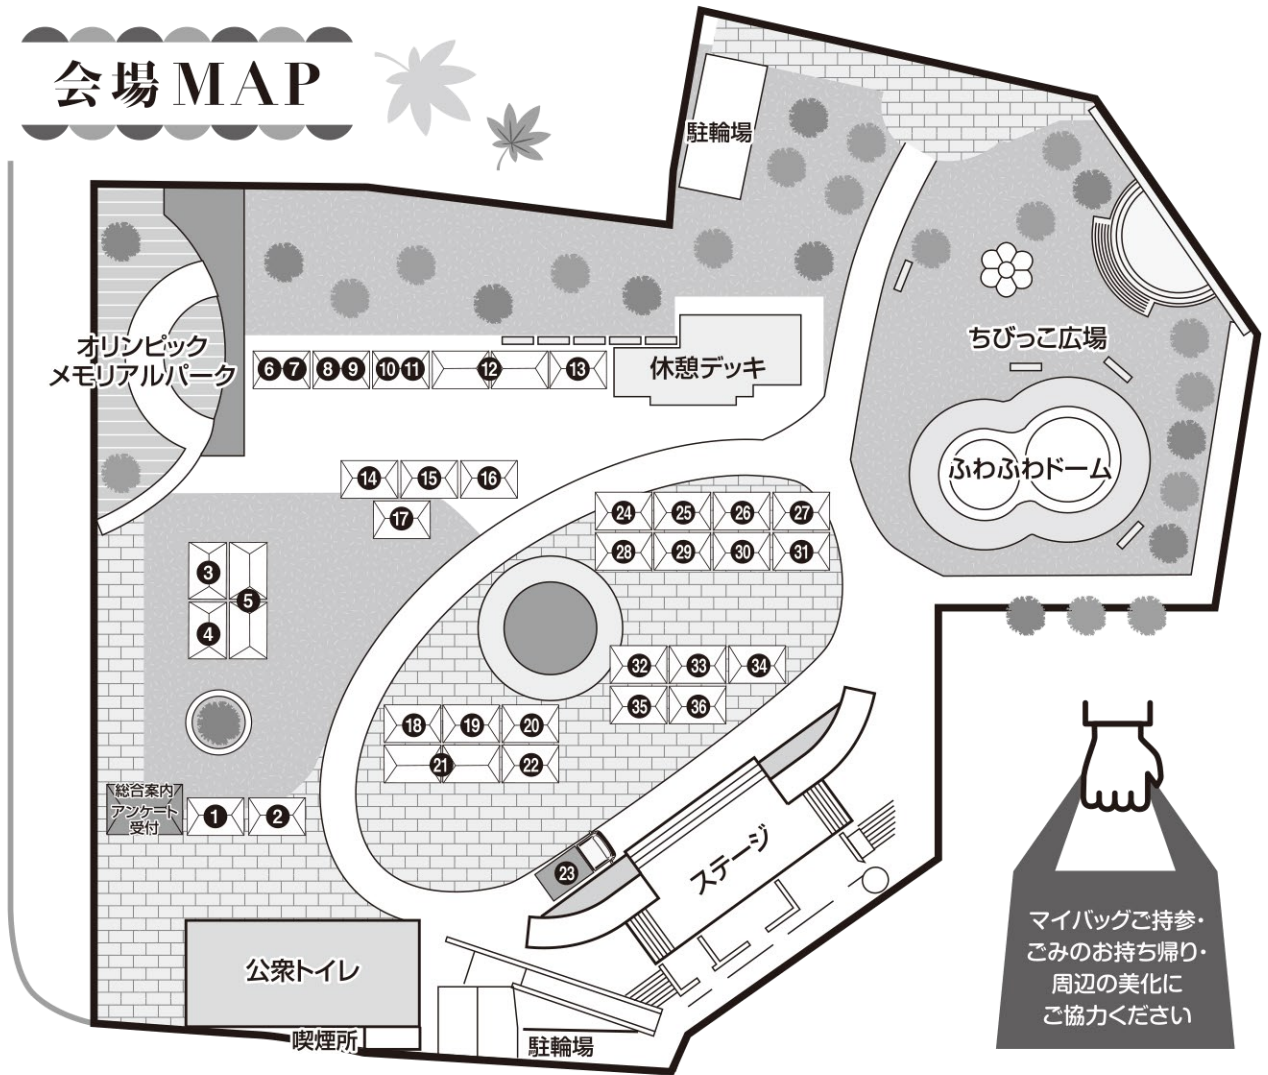 会場MAP
駐輪場
オリンピック
メモリアルパーク
ちびっこ広場
休憩デッキ
6 7 8 9 10 11 12 13
ふわふわドーム
14 15 16
17
24 25 26 27
28 29 30 31
3
5
4
32 33 34
35 36
18 19 20
21 22
総合案内
アンケート
受付
1 2
23
ステージ
公衆トイレ
喫煙所
駐輪場
マイバッグご持参・
ごみのお持ち帰り・
周辺の美化に
ご協力ください